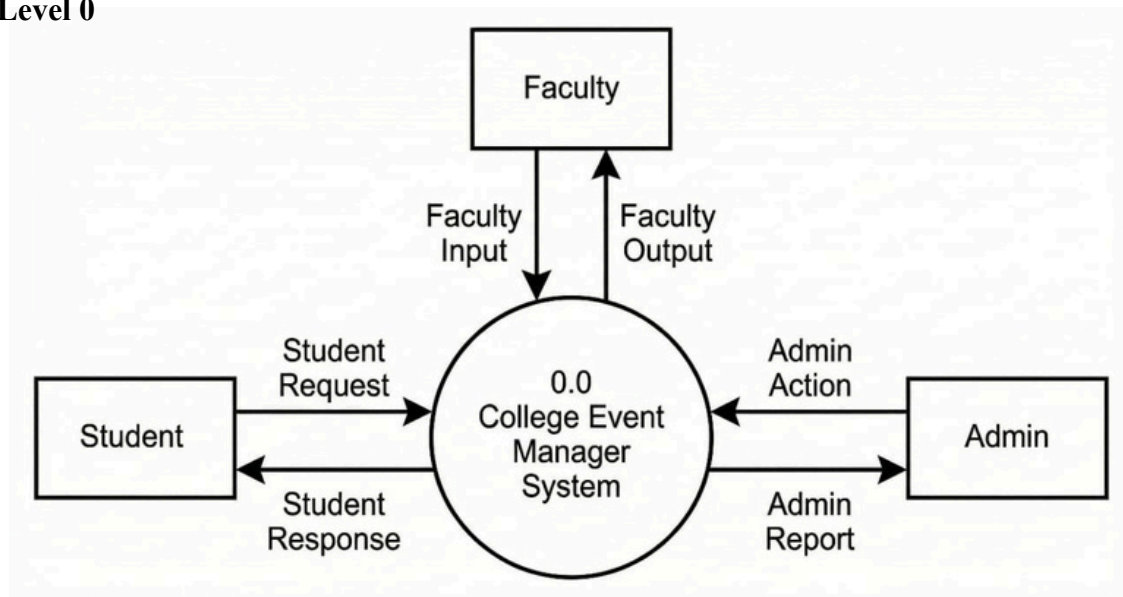 Level 0
Faculty
Faculty
Input
Faculty
Output
Student
Request
Admin
Action
0.0
College Event
Manager
System
Student
Admin
Student
Response
Admin
Report